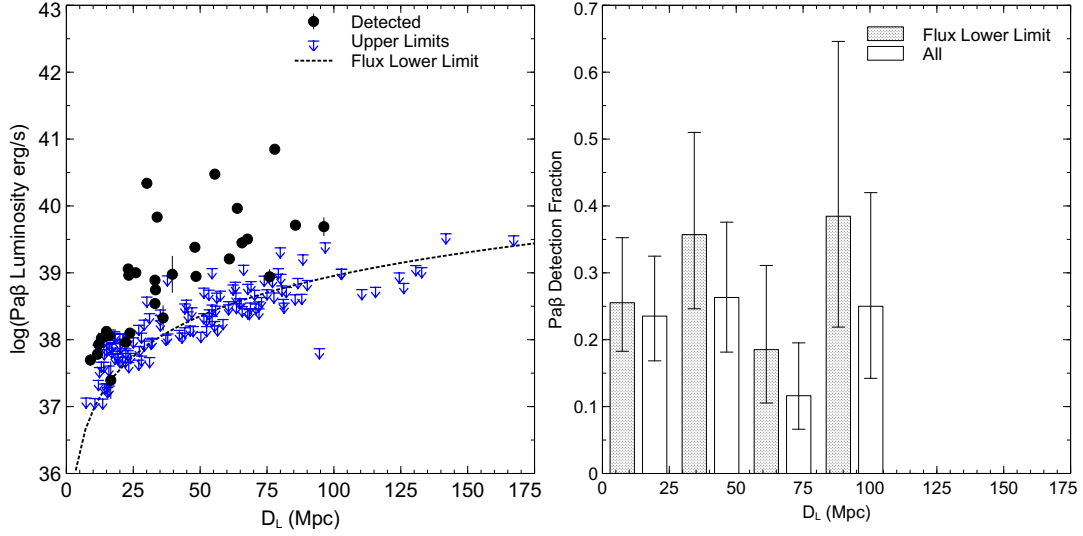 43
42
41
40
39
38
37
36
log(Paβ Luminosity erg/s)
Detected
Upper Limits
Flux Lower Limit
0 25 50 75 100 125 150 175
D_L (Mpc)
0.7
0.6
0.5
0.4
0.3
0.2
0.1
0
Paβ Detection Fraction
Flux Lower Limit
All
0 25 50 75 100 125 150 175
D_L (Mpc)